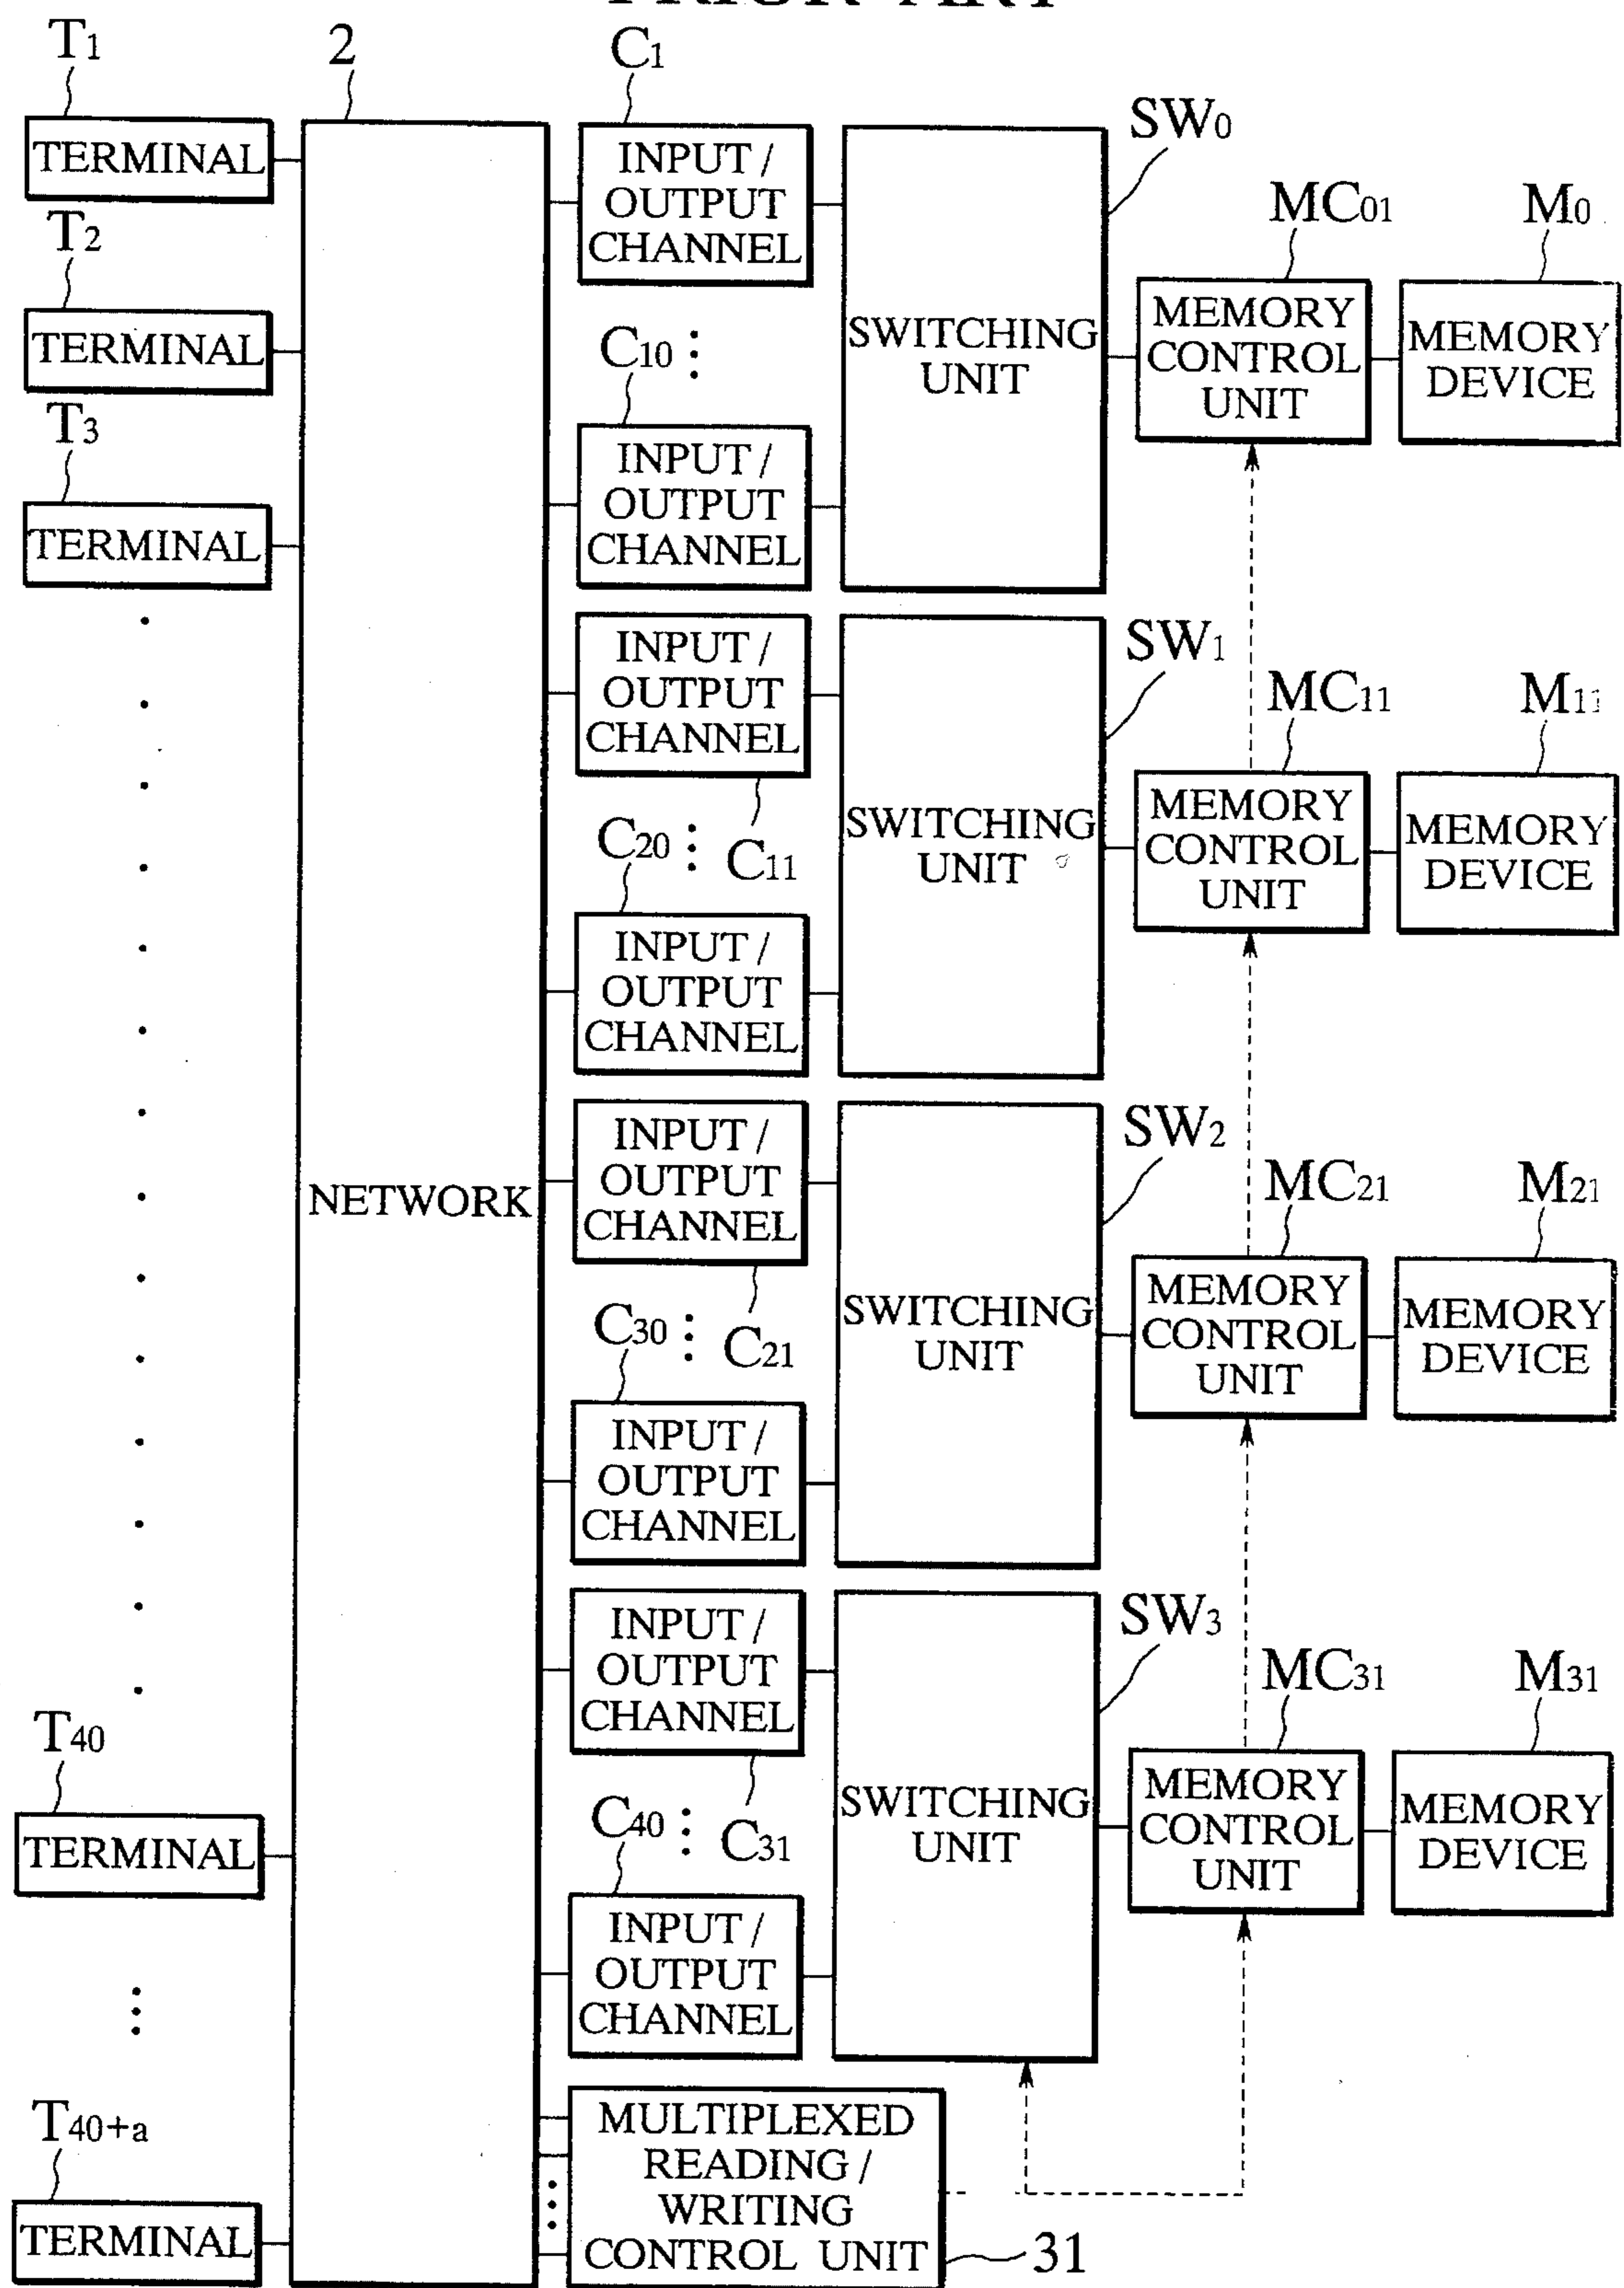 PRIOR ART
T1
2
C1
TERMINAL
INPUT /
OUTPUT
CHANNEL
SW0
MC01
M0
T2
TERMINAL
C10
SWITCHING
UNIT
MEMORY
CONTROL
UNIT
MEMORY
DEVICE
T3
TERMINAL
INPUT /
OUTPUT
CHANNEL
INPUT /
OUTPUT
CHANNEL
SW1
MC11
M11
C20
C11
SWITCHING
UNIT
MEMORY
CONTROL
UNIT
MEMORY
DEVICE
INPUT /
OUTPUT
CHANNEL
NETWORK
INPUT /
OUTPUT
CHANNEL
SW2
MC21
M21
C30
C21
SWITCHING
UNIT
MEMORY
CONTROL
UNIT
MEMORY
DEVICE
INPUT /
OUTPUT
CHANNEL
INPUT /
OUTPUT
CHANNEL
SW3
MC31
M31
T40
TERMINAL
C40
C31
SWITCHING
UNIT
MEMORY
CONTROL
UNIT
MEMORY
DEVICE
INPUT /
OUTPUT
CHANNEL
T40+a
TERMINAL
MULTIPLEXED
READING /
WRITING
CONTROL UNIT
31